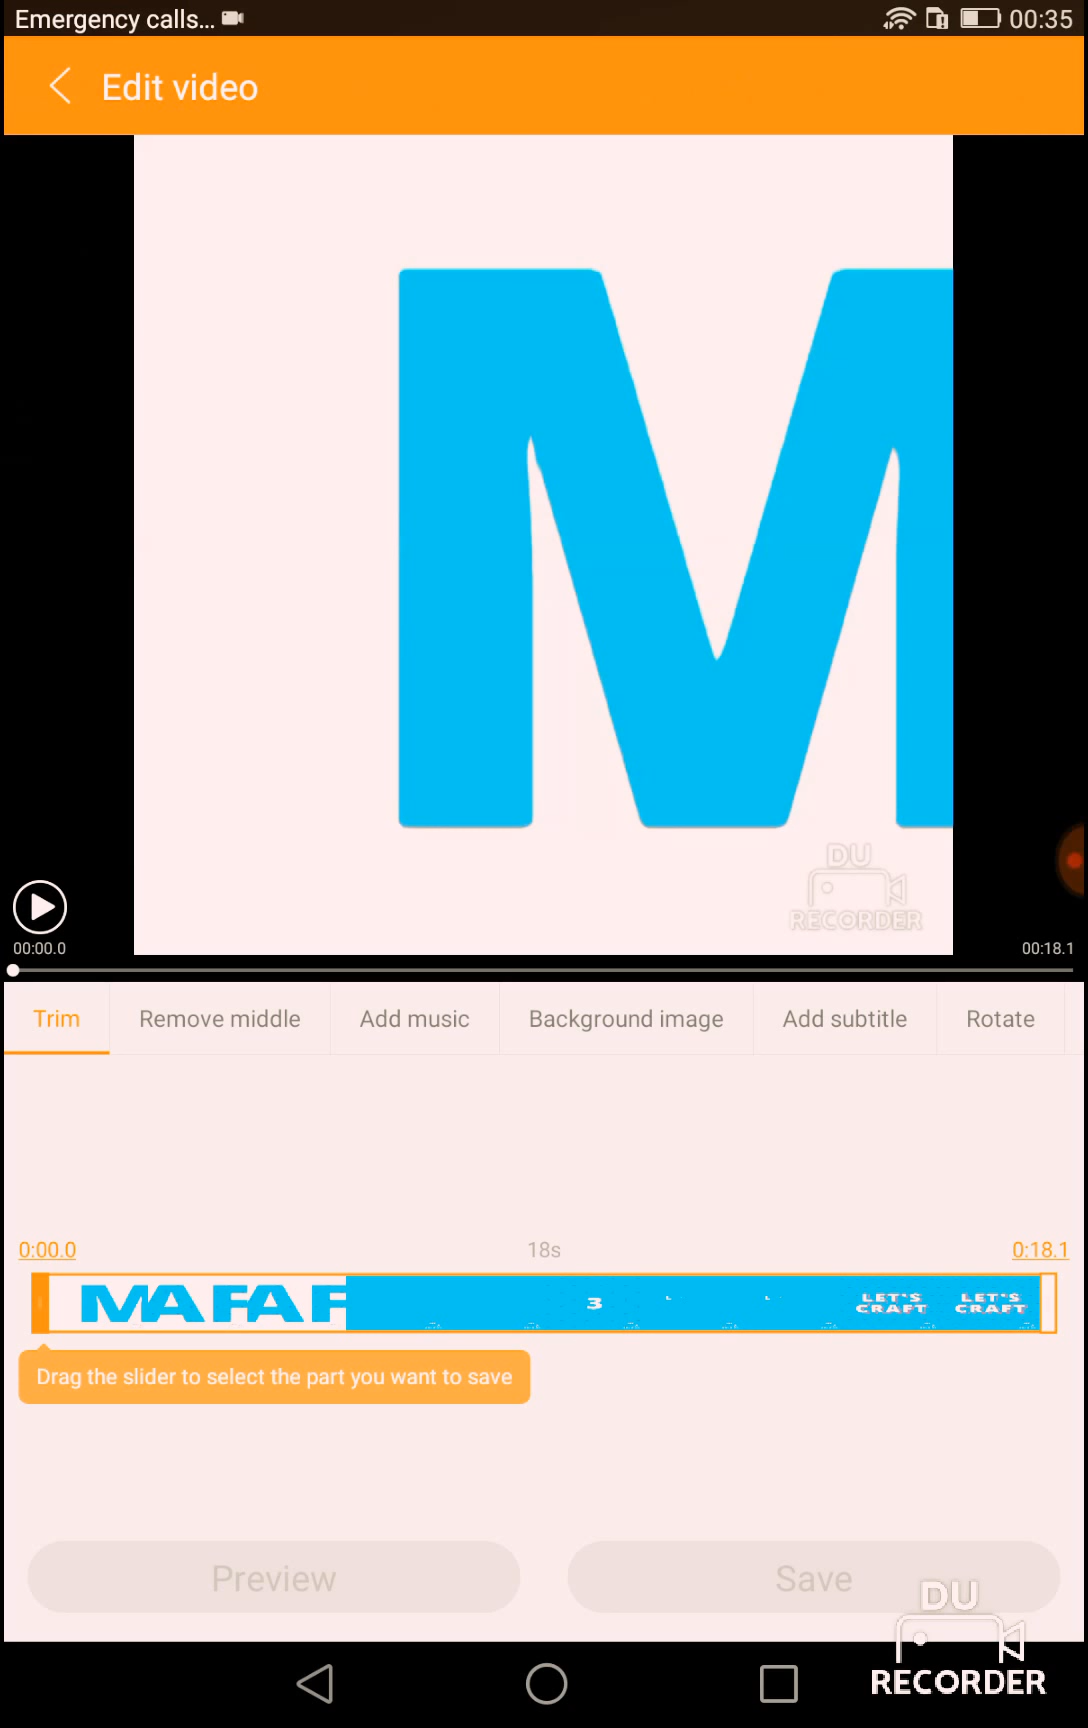 Emergency calls... 00:35
Edit video
M
DU
RECORDER
00:00.0 00:18.1
Trim Remove middle Add music Background image Add subtitle Rotate
0:00.0 18s 0:18.1
MAFAF 3 LET'S CRAFT LET'S CRAFT
Drag the slider to select the part you want to save
Preview Save
DU
RECORDER